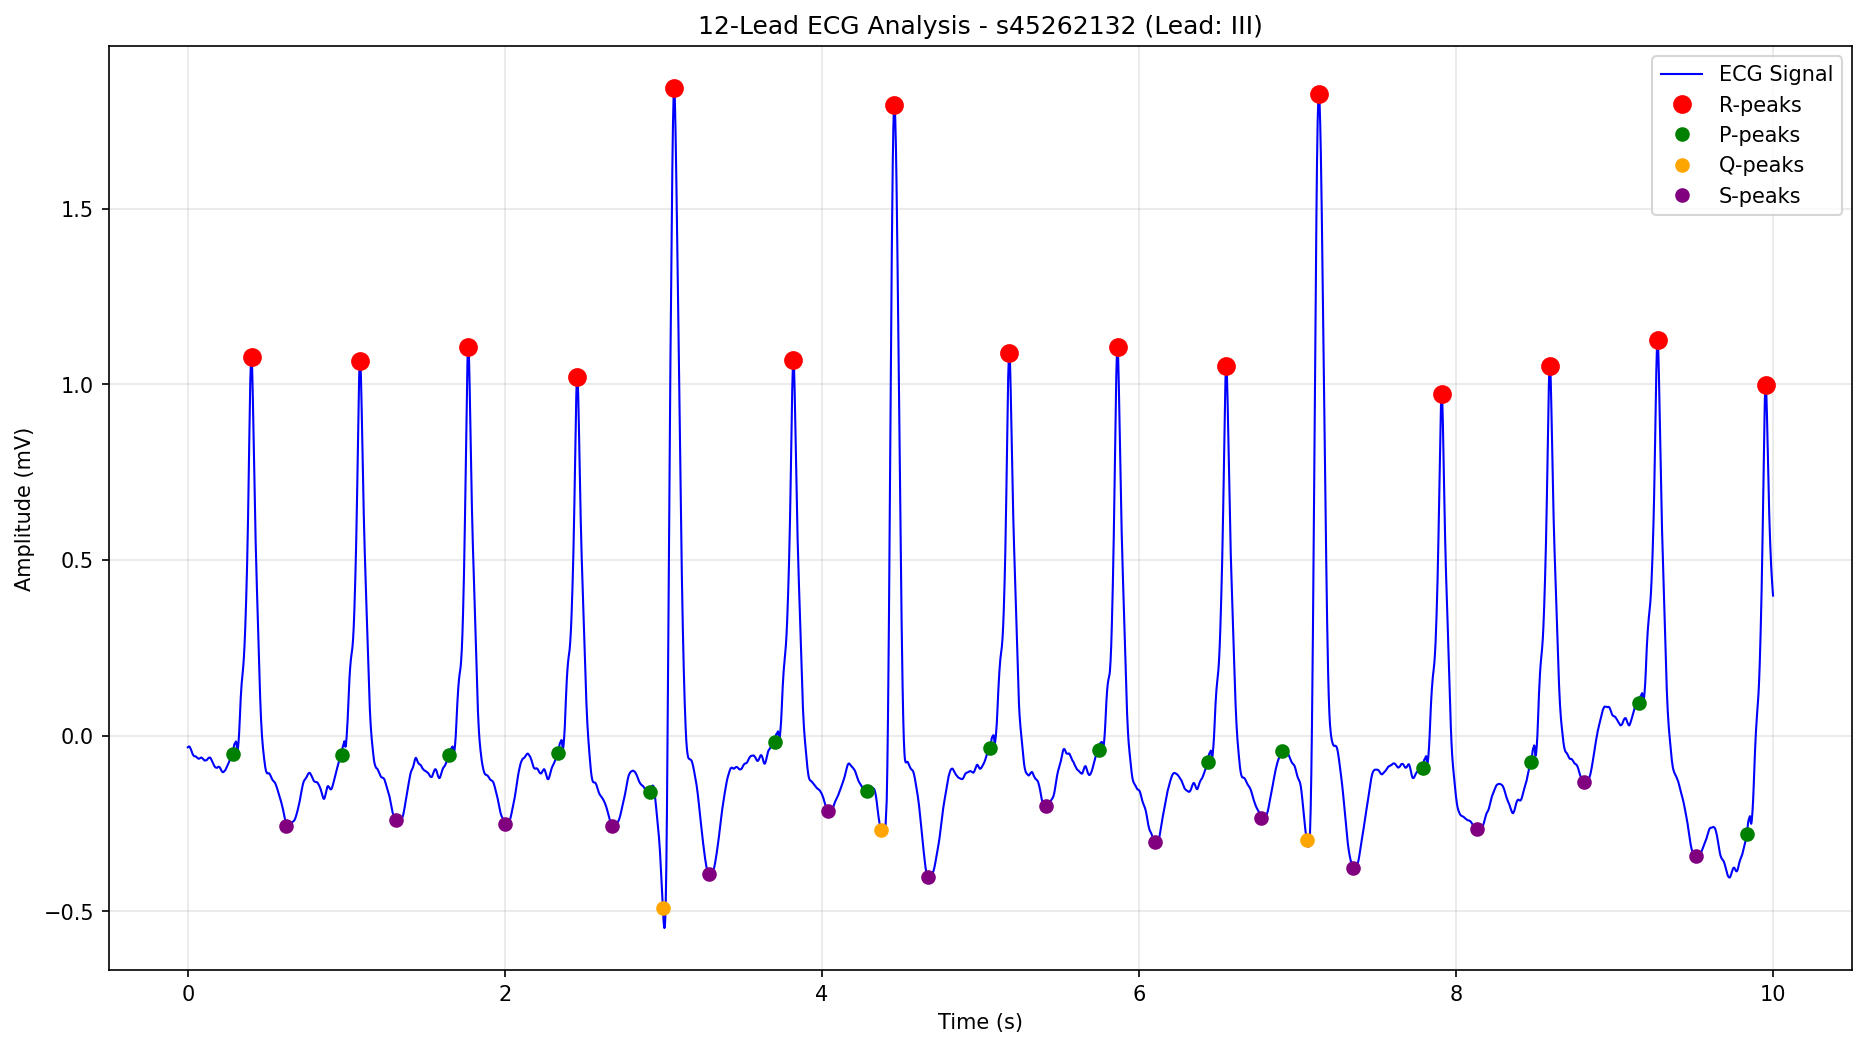 12-Lead ECG Analysis - s45262132 (Lead: III)
ECG Signal
R-peaks
P-peaks
Q-peaks
S-peaks
Amplitude (mV)
1.5
1.0
0.5
0.0
−0.5
0 2 4 6 8 10
Time (s)